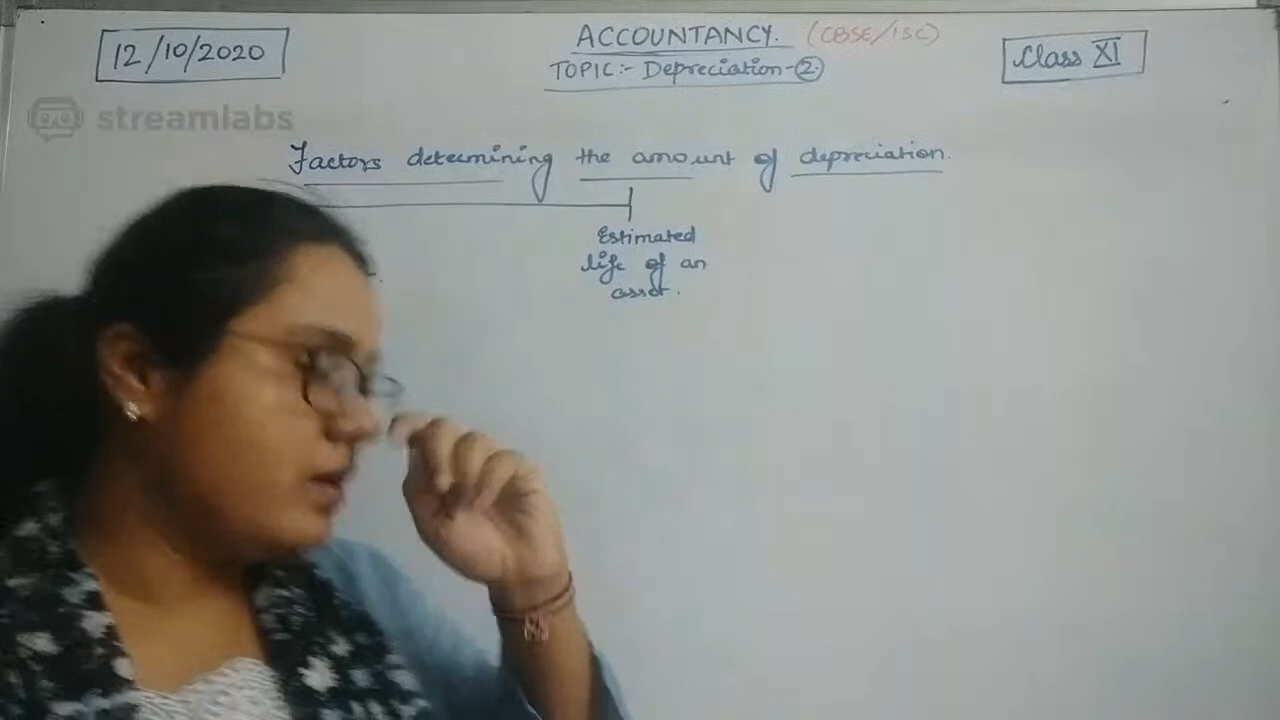 12/10/2020
ACCOUNTANCY. (CBSE/ISC)
TOPIC:- Depreciation-②
Class XI
streamlabs
Factors determining the amount of depreciation.
Estimated
life of an
asset.